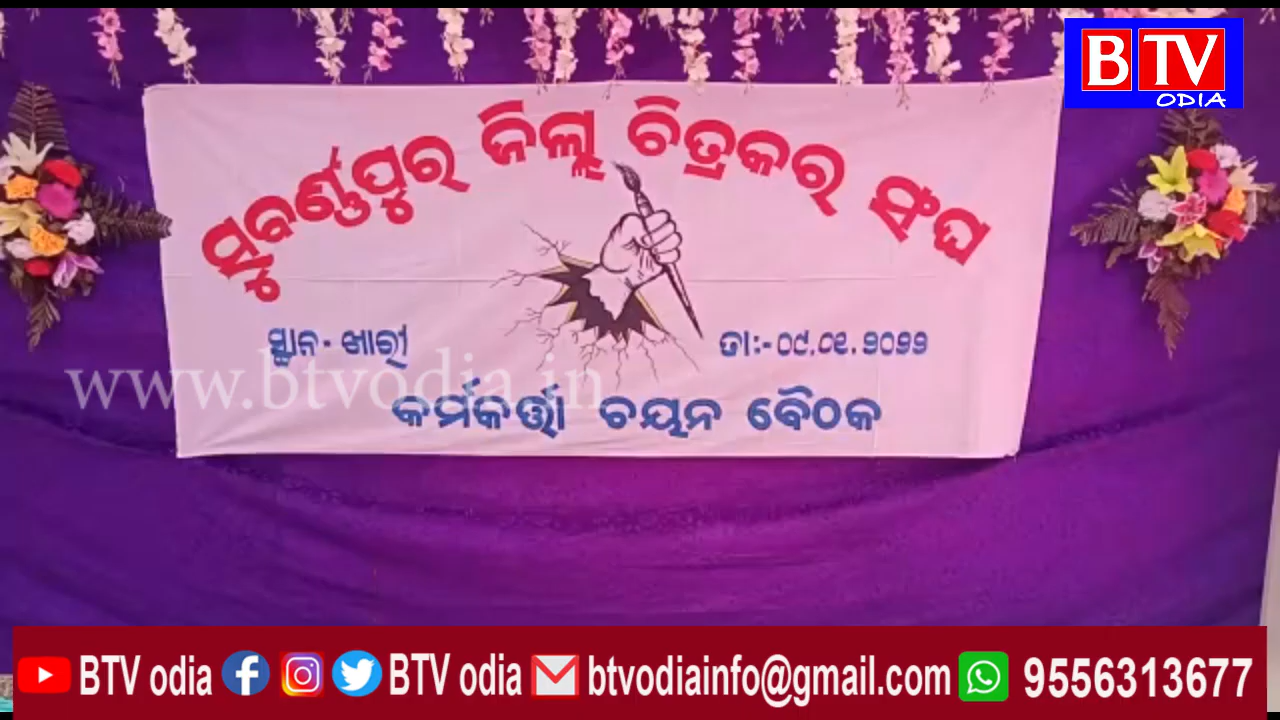 BTV
ODIA
ସୁବର୍ଣ୍ଣପୁର ଜିଲ୍ଲା ଚିତ୍ରକର ସଂଘ
ସ୍ଥାନ - ଖାରୀ ତା:- ୦୯.୦୧.୨୦୨୨
www.btvodia.in
କର୍ମକର୍ତ୍ତା ଚୟନ ବୈଠକ
BTV odia BTV odia btvodiainfo@gmail.com 9556313677